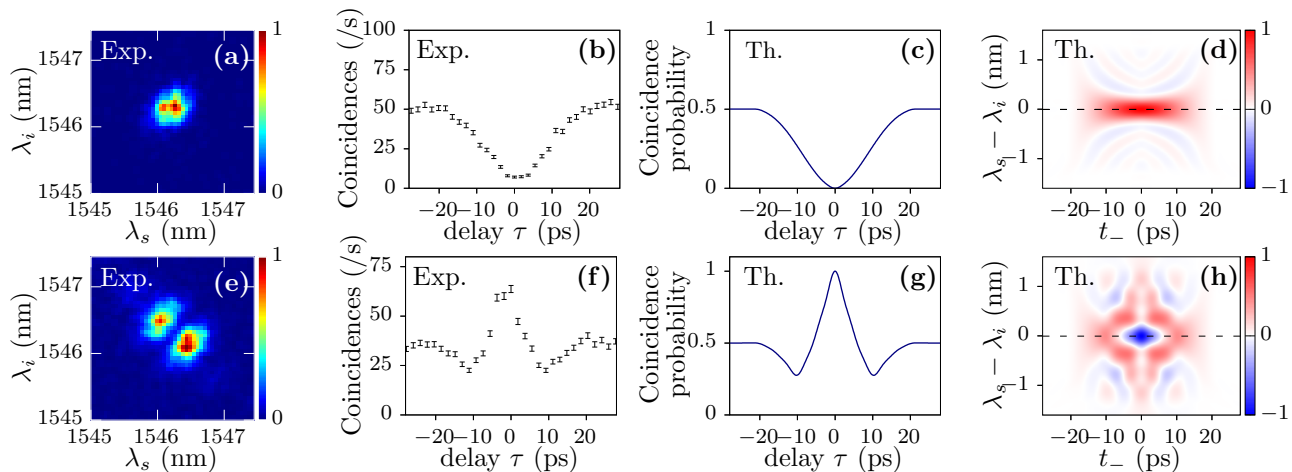 Exp. (a)
λi (nm)
1547
1546
1545
1545 1546 1547
λs (nm)
1
0
Exp. (b)
Coincidences (/s)
100
75
50
25
0
−20 −10 0 10 20
delay τ (ps)
Th. (c)
Coincidence
probability
1
0.5
0
−20 −10 0 10 20
delay τ (ps)
Th. (d)
λs − λi (nm)
1
0
−1
−20 −10 0 10 20
t− (ps)
1
0
−1
Exp. (e)
λi (nm)
1547
1546
1545
1545 1546 1547
λs (nm)
1
0
Exp. (f)
Coincidences (/s)
75
50
25
0
−20 −10 0 10 20
delay τ (ps)
Th. (g)
Coincidence
probability
1
0.5
0
−20 −10 0 10 20
delay τ (ps)
Th. (h)
λs − λi (nm)
1
0
−1
−20 −10 0 10 20
t− (ps)
1
0
−1